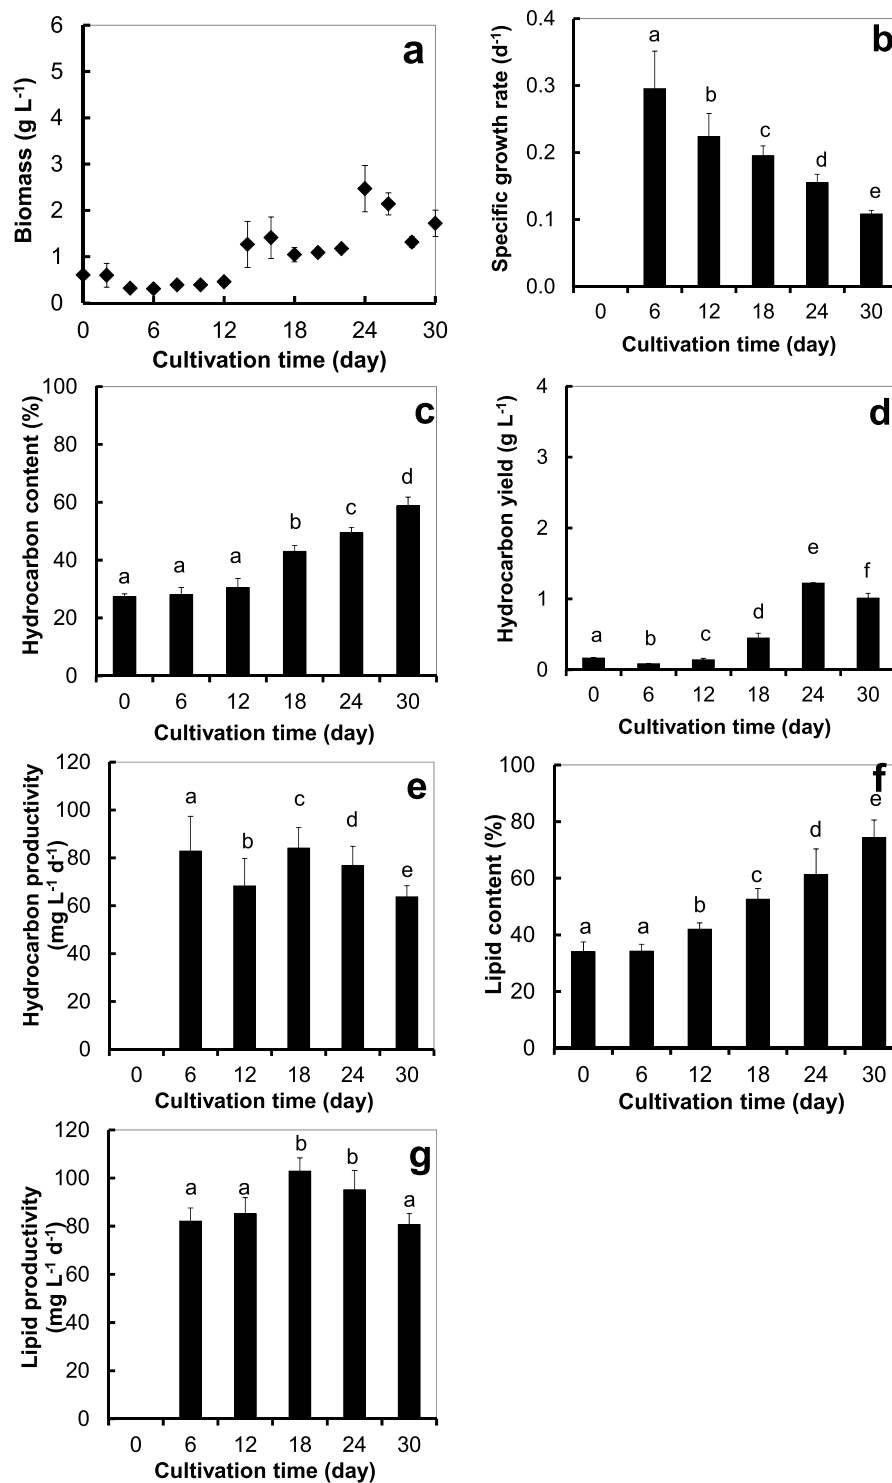 a
Biomass (g L-1)
6
5
4
3
2
1
0
0 6 12 18 24 30
Cultivation time (day)
b
Specific growth rate (d-1)
0.4
0.3
0.2
0.1
0.0
a
b
c
d
e
0 6 12 18 24 30
Cultivation time (day)
c
Hydrocarbon content (%)
100
80
60
40
20
0
a a a b c d
0 6 12 18 24 30
Cultivation time (day)
d
Hydrocarbon yield (g L-1)
4
3
2
1
0
a b c d e f
0 6 12 18 24 30
Cultivation time (day)
e
Hydrocarbon productivity
(mg L-1 d-1)
120
100
80
60
40
20
0
a b c d e
0 6 12 18 24 30
Cultivation time (day)
f
Lipid content (%)
100
80
60
40
20
0
a a b c d e
0 6 12 18 24 30
Cultivation time (day)
g
Lipid productivity
(mg L-1 d-1)
120
100
80
60
40
20
0
a a b b a
0 6 12 18 24 30
Cultivation time (day)